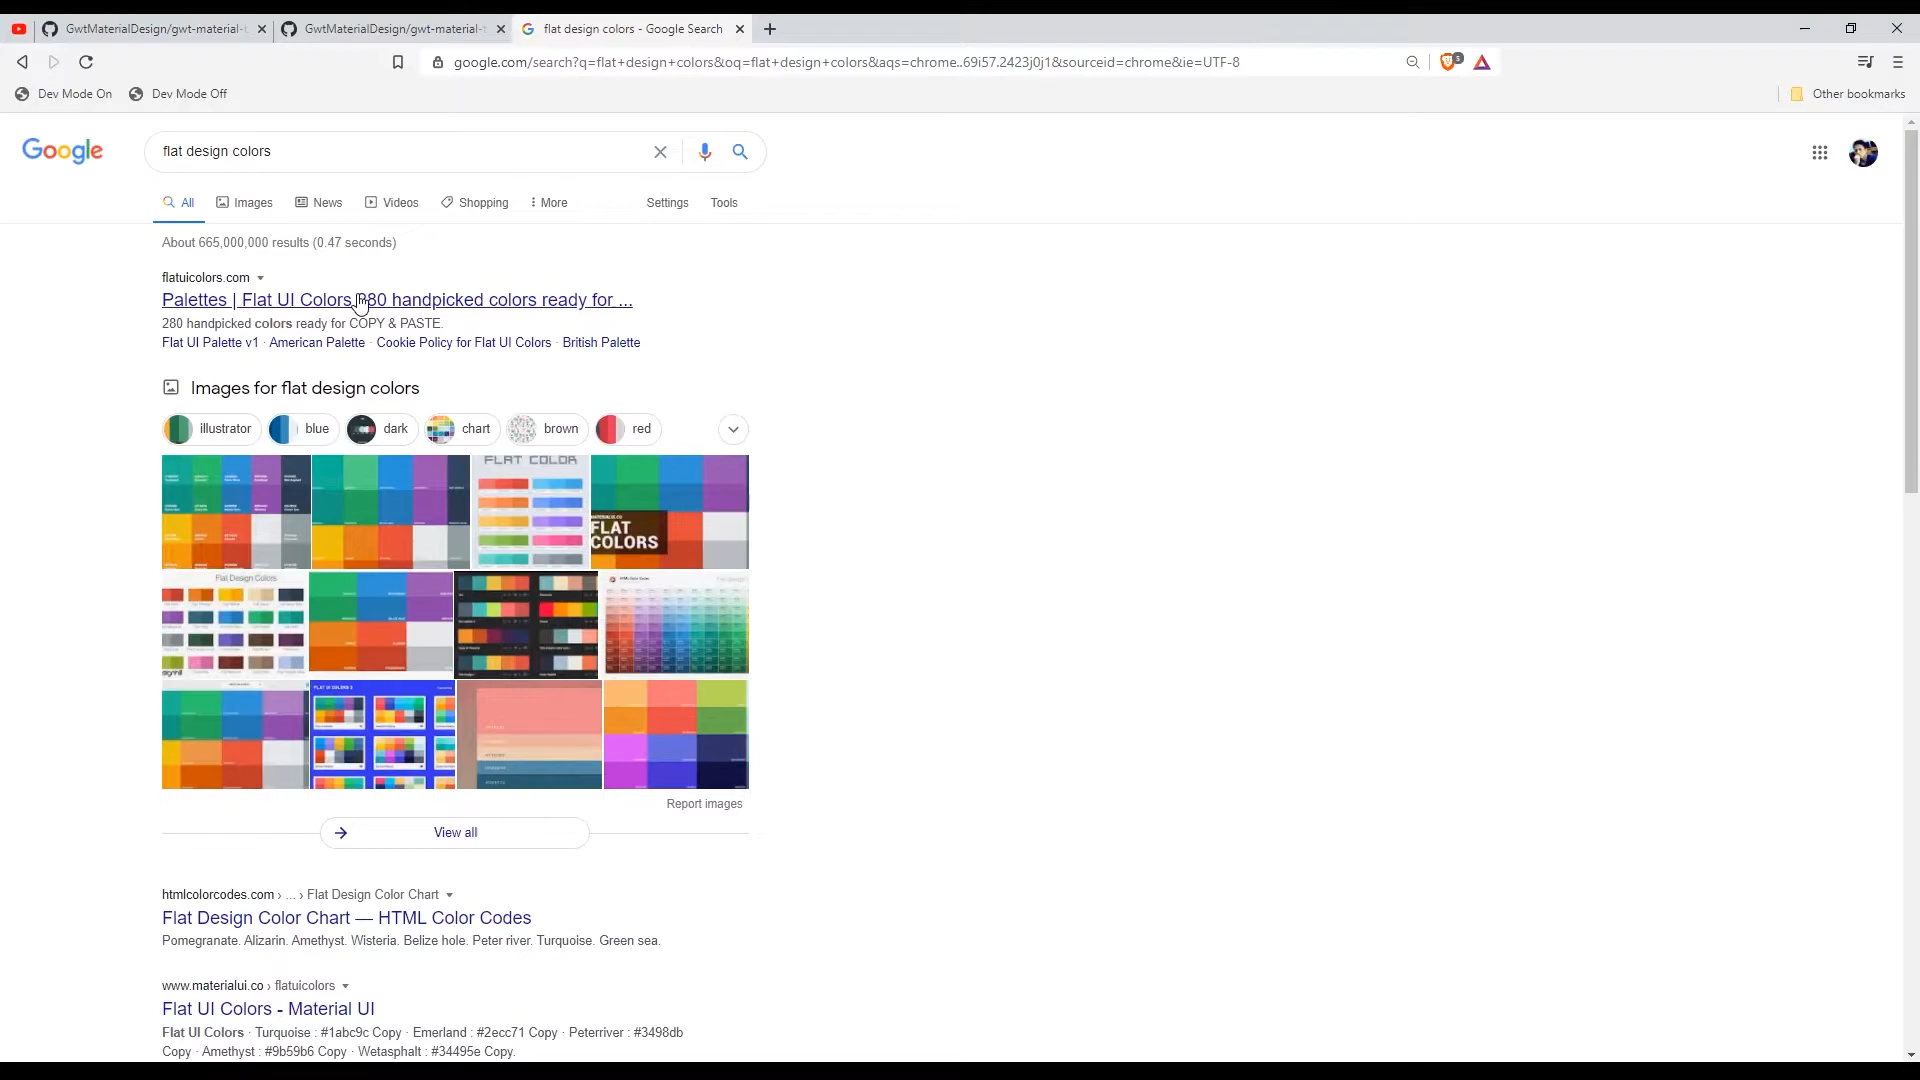 GwtMaterialDesign/gwt-material-t
GwtMaterialDesign/gwt-material-t
flat design colors - Google Search
google.com/search?q=flat+design+colors&oq=flat+design+colors&aqs=chrome..69i57.2423j0j1&sourceid=chrome&ie=UTF-8
Dev Mode On
Dev Mode Off
Other bookmarks
Google
flat design colors
All
Images
News
Videos
Shopping
More
Settings
Tools
About 665,000,000 results (0.47 seconds)
flatuicolors.com
Palettes | Flat UI Colors 280 handpicked colors ready for ...
280 handpicked colors ready for COPY & PASTE.
Flat UI Palette v1 · American Palette · Cookie Policy for Flat UI Colors · British Palette
Images for flat design colors
illustrator
blue
dark
chart
brown
red
FLAT COLOR
FLAT
COLORS
Flat Design Colors
FLAT UI COLORS 2
Report images
View all
htmlcolorcodes.com › ... › Flat Design Color Chart
Flat Design Color Chart — HTML Color Codes
Pomegranate. Alizarin. Amethyst. Wisteria. Belize hole. Peter river. Turquoise. Green sea.
www.materialui.co › flatuicolors
Flat UI Colors - Material UI
Flat UI Colors · Turquoise : #1abc9c Copy · Emerland : #2ecc71 Copy · Peterriver : #3498db
Copy · Amethyst : #9b59b6 Copy · Wetasphalt : #34495e Copy.